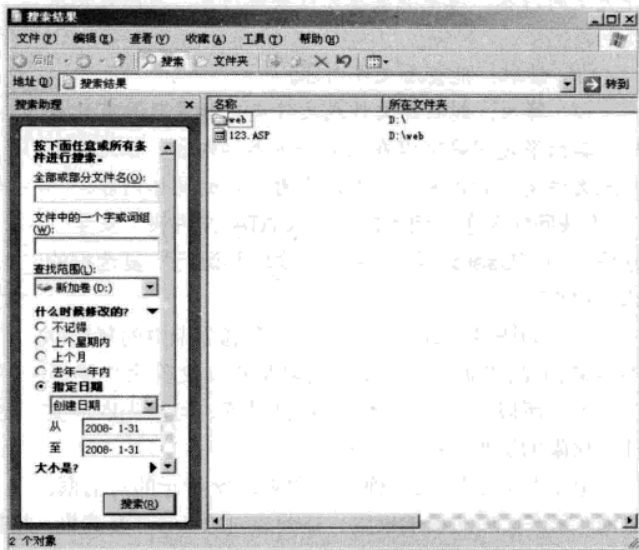 搜索结果
文件(F) 编辑(E) 查看(V) 收藏(A) 工具(T) 帮助(H)
后退 搜索 文件夹
地址(D) 搜索结果 转到
搜索助理
名称 所在文件夹
web D:\
123.ASP D:\web
按下面任意或所有条
件进行搜索。
全部或部分文件名(O):
文件中的一个字或词组
(W):
查找范围(L):
新加卷 (D:)
什么时候修改的?
不记得
上个星期内
上个月
去年一年内
指定日期
创建日期
从 2008- 1-31
至 2008- 1-31
大小是?
搜索(R)
2 个对象